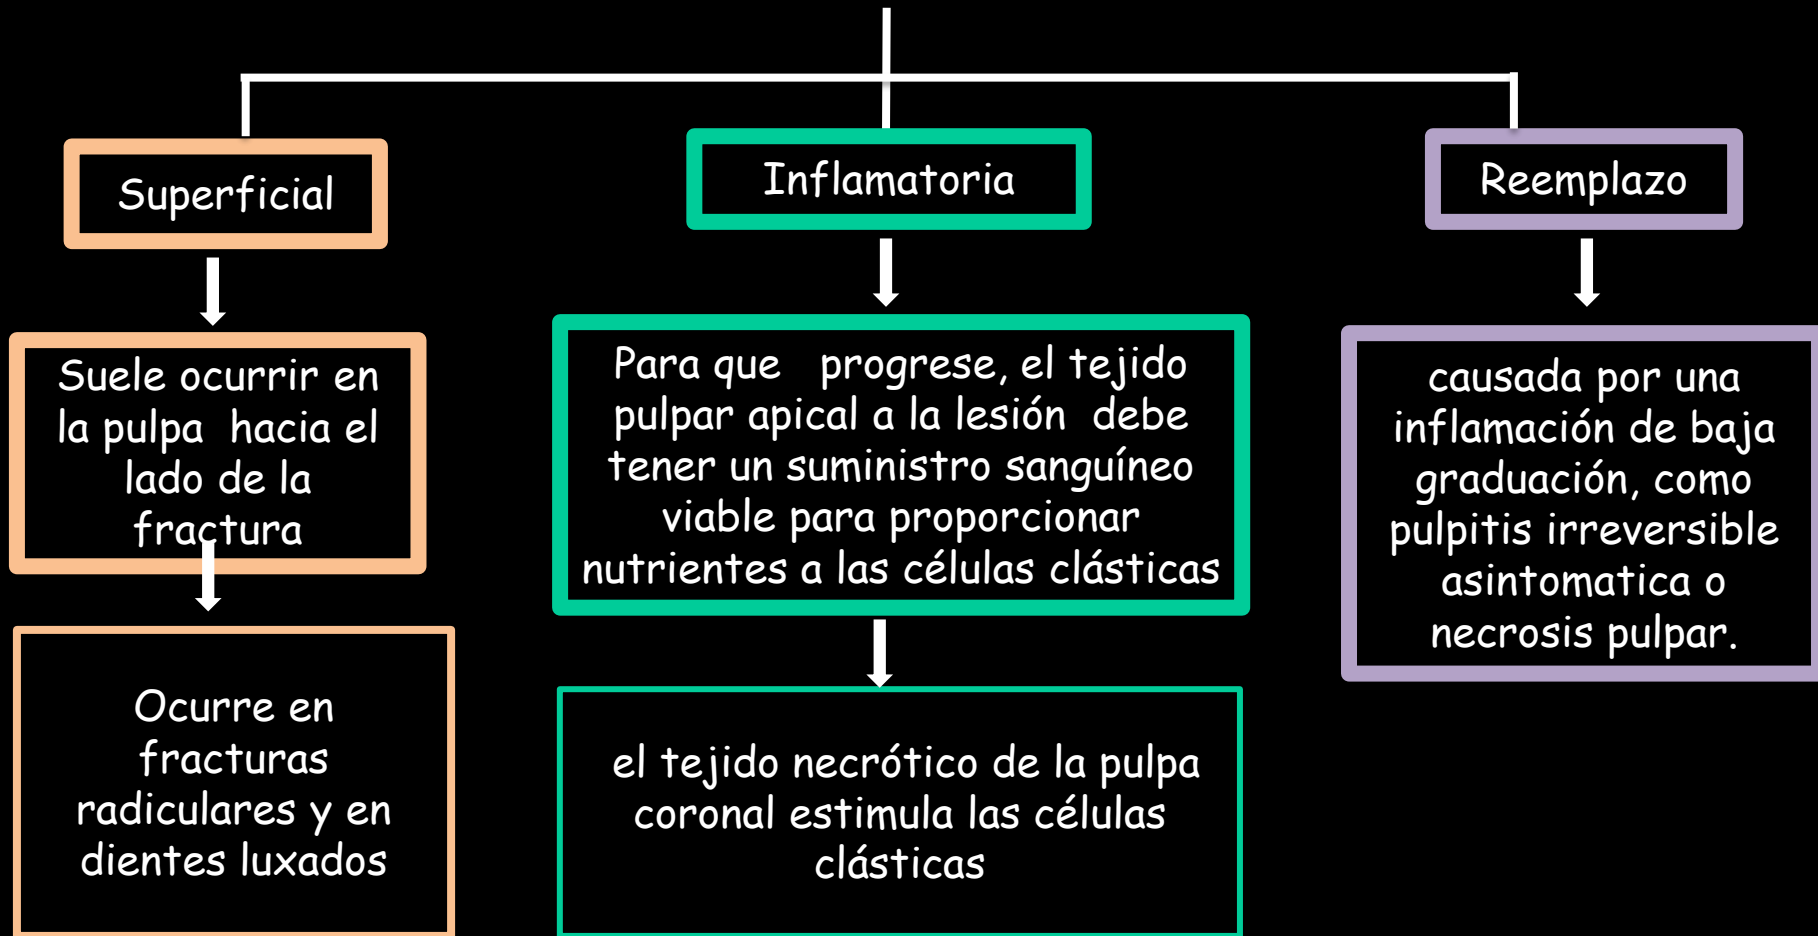 Superficial
Inflamatoria
Reemplazo
Suele ocurrir en
la pulpa hacia el
lado de la
fractura
Ocurre en
fracturas
radiculares y en
dientes luxados
Para que progrese, el tejido
pulpar apical a la lesión debe
tener un suministro sanguíneo
viable para proporcionar
nutrientes a las células clásticas
el tejido necrótico de la pulpa
coronal estimula las células
clásticas
causada por una
inflamación de baja
graduación, como
pulpitis irreversible
asintomatica o
necrosis pulpar.